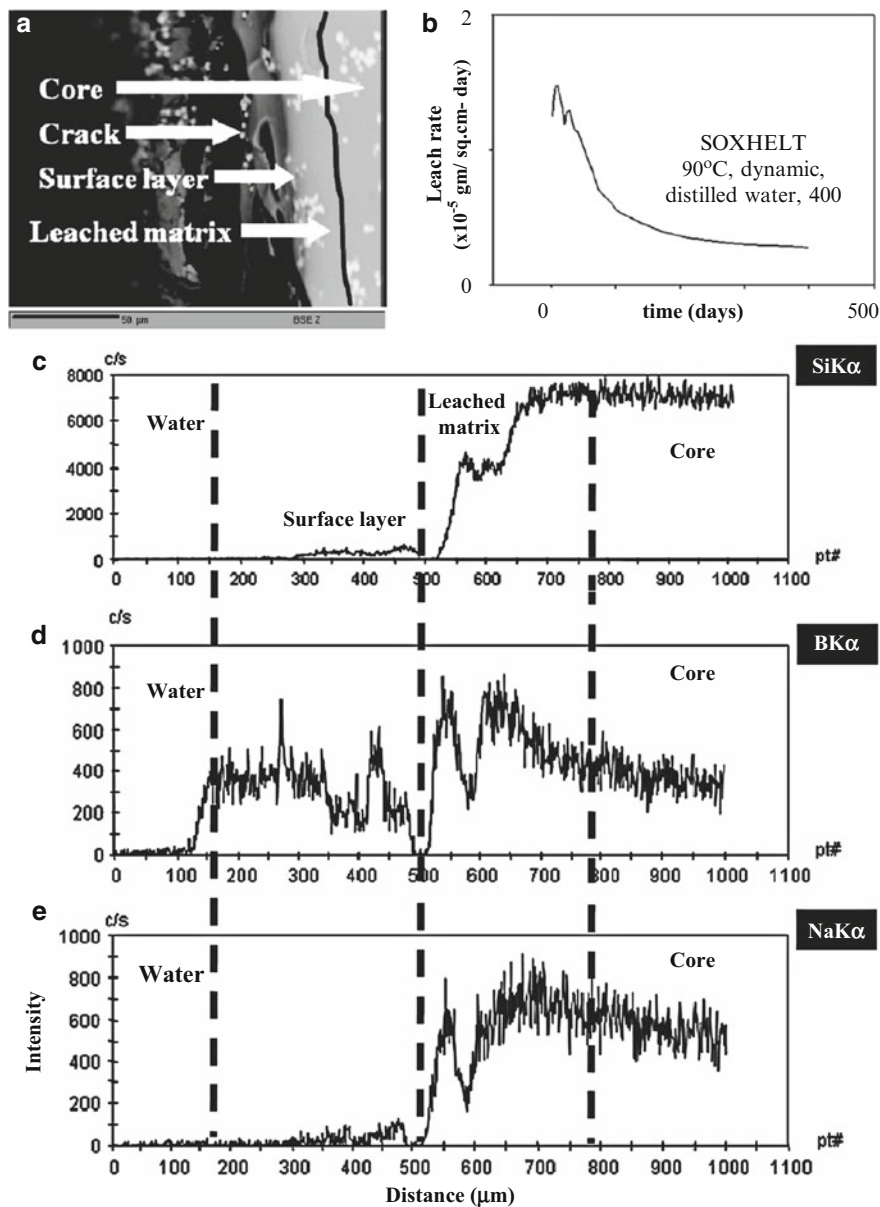 a
Core
Crack
Surface layer
Leached matrix
50 µm
BSE Z
b
2
1
0
Leach rate
(x10⁻⁵ gm/ sq.cm- day)
SOXHELT
90°C, dynamic,
distilled water, 400
0
time (days)
500
c
c/s
SiKα
8000
6000
4000
2000
0
Water
Surface layer
Leached
matrix
Core
0 100 200 300 400 500 600 700 800 900 1000 1100
pt#
d
c/s
BKα
1000
800
600
400
200
0
Water
Core
0 100 200 300 400 500 600 700 800 900 1000 1100
pt#
e
c/s
NaKα
1000
800
600
400
200
0
Water
Core
Intensity
0 100 200 300 400 500 600 700 800 900 1000 1100
pt#
Distance (µm)